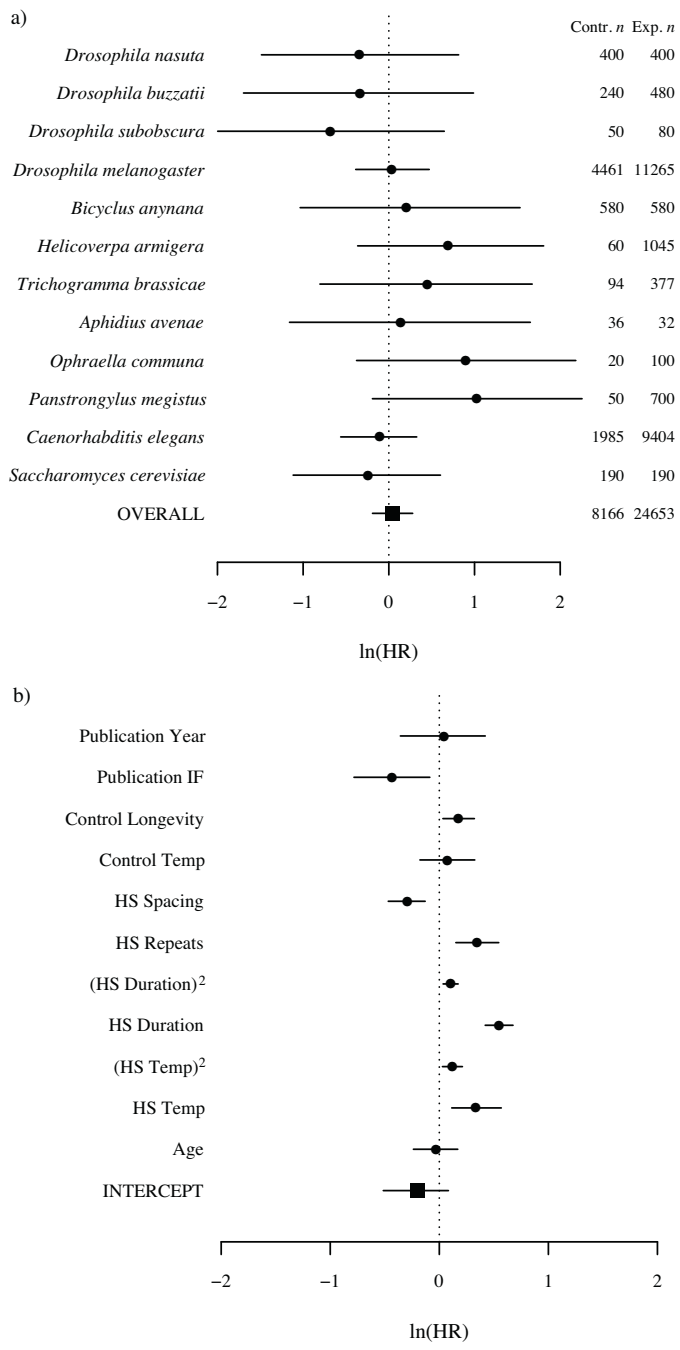 a)
Contr. n Exp. n
Drosophila nasuta 400 400
Drosophila buzzatii 240 480
Drosophila subobscura 50 80
Drosophila melanogaster 4461 11265
Bicyclus anynana 580 580
Helicoverpa armigera 60 1045
Trichogramma brassicae 94 377
Aphidius avenae 36 32
Ophraella communa 20 100
Panstrongylus megistus 50 700
Caenorhabditis elegans 1985 9404
Saccharomyces cerevisiae 190 190
OVERALL 8166 24653
−2 −1 0 1 2
ln(HR)
b)
Publication Year
Publication IF
Control Longevity
Control Temp
HS Spacing
HS Repeats
(HS Duration)²
HS Duration
(HS Temp)²
HS Temp
Age
INTERCEPT
−2 −1 0 1 2
ln(HR)